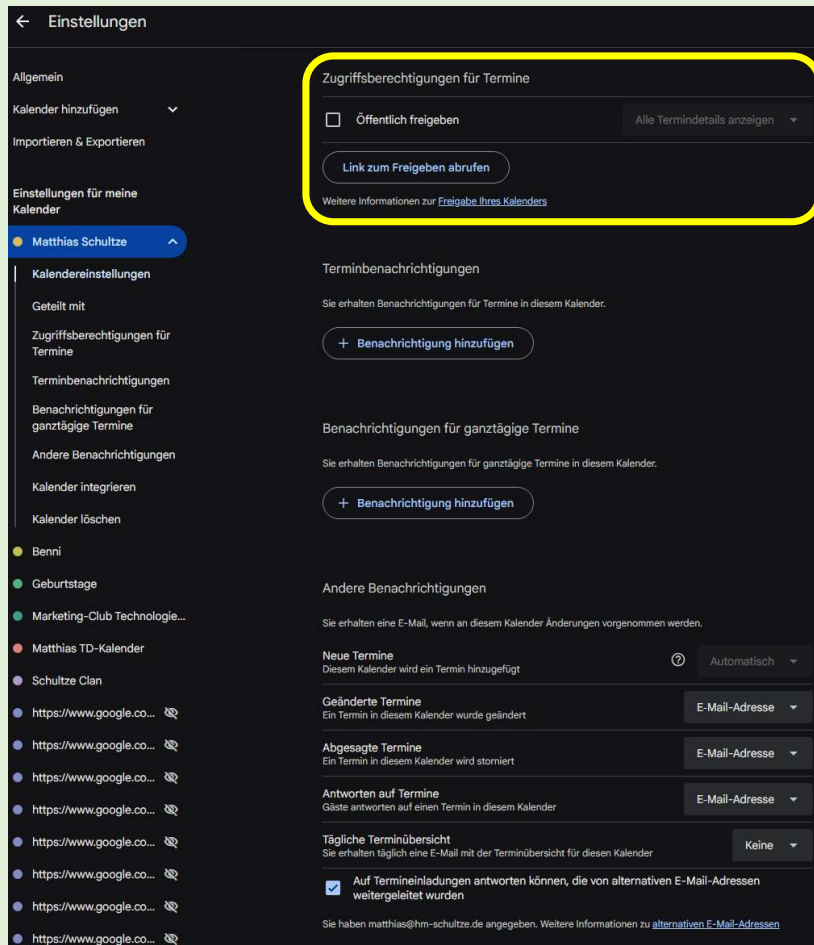 Einstellungen
Allgemein
Kalender hinzufügen
Importieren & Exportieren
Einstellungen für meine
Kalender
Matthias Schultze
Kalendereinstellungen
Geteilt mit
Zugriffsberechtigungen für
Termine
Terminbenachrichtigungen
Benachrichtigungen für
ganztägige Termine
Andere Benachrichtigungen
Kalender integrieren
Kalender löschen
Benni
Geburtstage
Marketing-Club Technologie...
Matthias TD-Kalender
Schultze Clan
https://www.google.co...
https://www.google.co...
https://www.google.co...
https://www.google.co...
https://www.google.co...
https://www.google.co...
https://www.google.co...
https://www.google.co...
Zugriffsberechtigungen für Termine
Öffentlich freigeben
Alle Termindetails anzeigen
Link zum Freigeben abrufen
Weitere Informationen zur Freigabe Ihres Kalenders
Terminbenachrichtigungen
Sie erhalten Benachrichtigungen für Termine in diesem Kalender.
+ Benachrichtigung hinzufügen
Benachrichtigungen für ganztägige Termine
Sie erhalten Benachrichtigungen für ganztägige Termine in diesem Kalender.
+ Benachrichtigung hinzufügen
Andere Benachrichtigungen
Sie erhalten eine E-Mail, wenn an diesem Kalender Änderungen vorgenommen werden.
Neue Termine
Diesem Kalender wird ein Termin hinzugefügt
Automatisch
Geänderte Termine
Ein Termin in diesem Kalender wurde geändert
E-Mail-Adresse
Abgesagte Termine
Ein Termin in diesem Kalender wird storniert
E-Mail-Adresse
Antworten auf Termine
Gäste antworten auf einen Termin in diesem Kalender
E-Mail-Adresse
Tägliche Terminübersicht
Sie erhalten täglich eine E-Mail mit der Terminübersicht für diesen Kalender
Keine
Auf Termineinladungen antworten können, die von alternativen E-Mail-Adressen
weitergeleitet wurden
Sie haben matthias@hm-schultze.de angegeben. Weitere Informationen zu alternativen E-Mail-Adressen